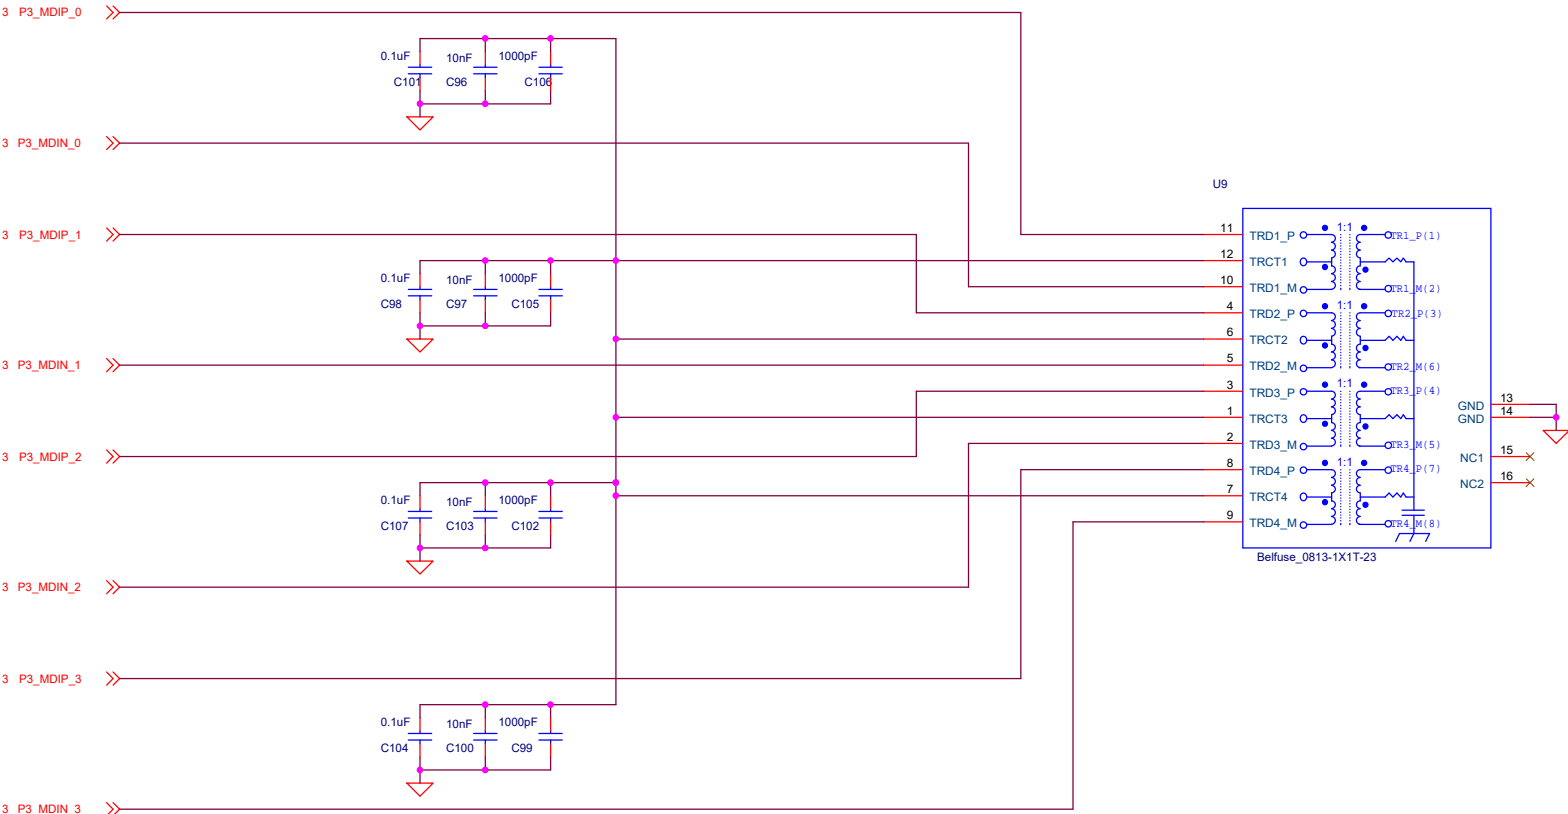 3 P3_MDIP_0
0.1uF
10nF
1000pF
C101
C96
C106
3 P3_MDIN_0
U9
3 P3_MDIP_1
0.1uF
10nF
1000pF
C98
C97
C105
3 P3_MDIN_1
3 P3_MDIP_2
0.1uF
10nF
1000pF
C107
C103
C102
3 P3_MDIN_2
3 P3_MDIP_3
0.1uF
10nF
1000pF
C104
C100
C99
3 P3_MDIN_3
11 TRD1_P 1:1 TR1_P(1)
12 TRCT1
10 TRD1_M TR1_M(2)
4 TRD2_P 1:1 TR2_P(3)
6 TRCT2
5 TRD2_M TR2_M(6)
3 TRD3_P 1:1 TR3_P(4)
1 TRCT3
2 TRD3_M TR3_M(5)
8 TRD4_P 1:1 TR4_P(7)
7 TRCT4
9 TRD4_M TR4_M(8)
GND 13
GND 14
NC1 15
NC2 16
Belfuse_0813-1X1T-23